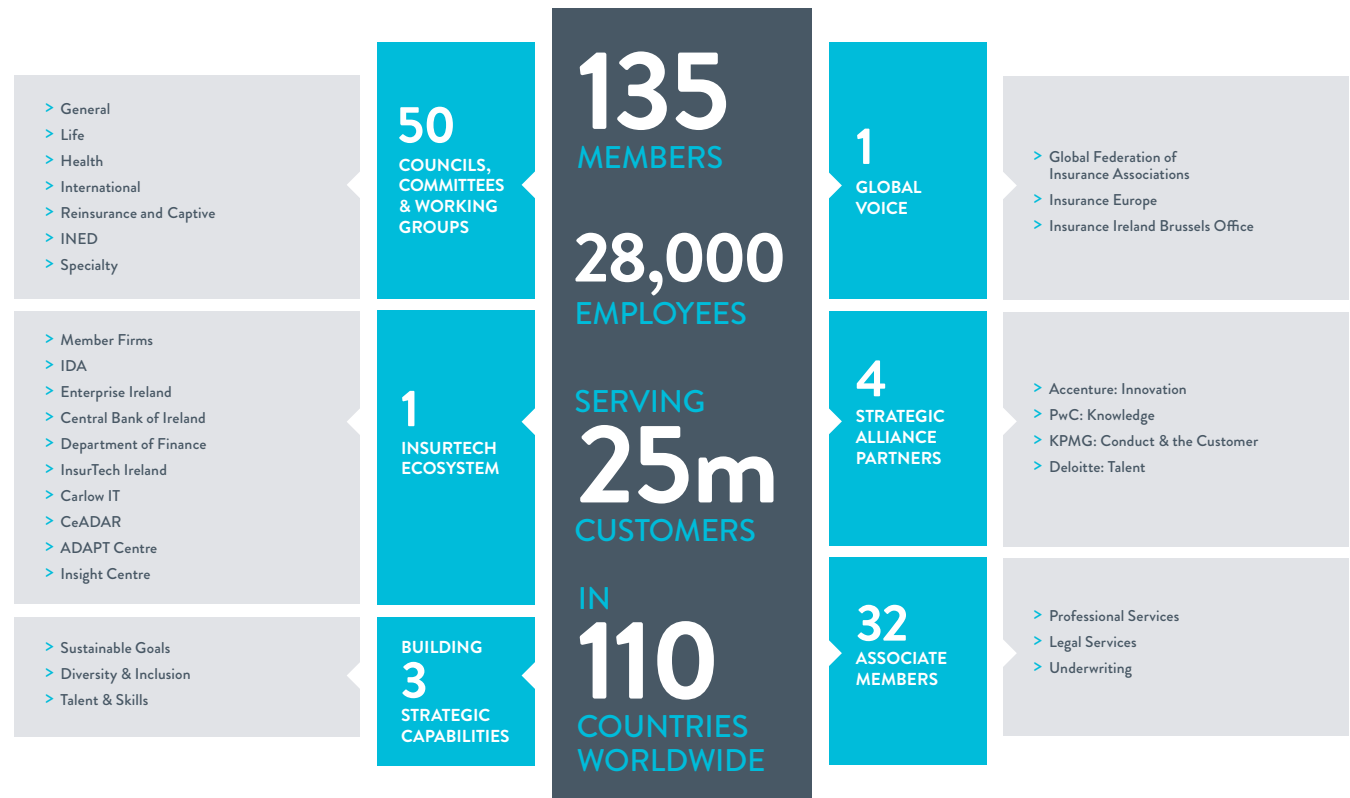 > General
> Life
> Health
> International
> Reinsurance and Captive
> INED
> Specialty
50
COUNCILS,
COMMITTEES
& WORKING
GROUPS
> Member Firms
> IDA
> Enterprise Ireland
> Central Bank of Ireland
> Department of Finance
> InsurTech Ireland
> Carlow IT
> CeADAR
> ADAPT Centre
> Insight Centre
1
INSURTECH
ECOSYSTEM
> Sustainable Goals
> Diversity & Inclusion
> Talent & Skills
BUILDING
3
STRATEGIC
CAPABILITIES
135
MEMBERS
28,000
EMPLOYEES
SERVING
25m
CUSTOMERS
IN
110
COUNTRIES
WORLDWIDE
1
GLOBAL
VOICE
> Global Federation of
Insurance Associations
> Insurance Europe
> Insurance Ireland Brussels Office
4
STRATEGIC
ALLIANCE
PARTNERS
> Accenture: Innovation
> PwC: Knowledge
> KPMG: Conduct & the Customer
> Deloitte: Talent
32
ASSOCIATE
MEMBERS
> Professional Services
> Legal Services
> Underwriting